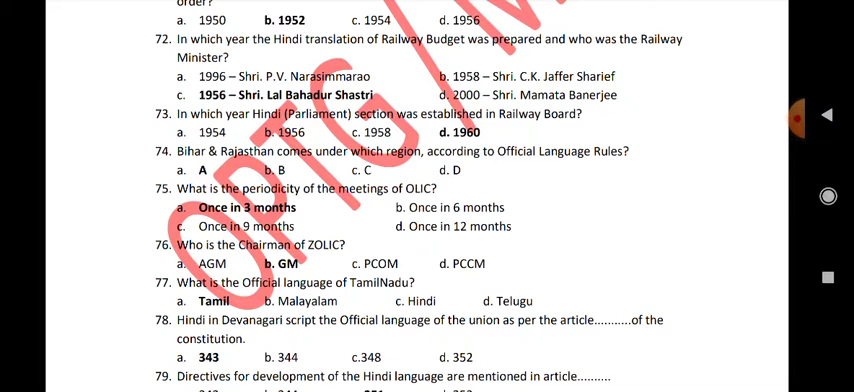 order?
a. 1950 b. 1952 c. 1954 d. 1956
72. In which year the Hindi translation of Railway Budget was prepared and who was the Railway
Minister?
a. 1996 – Shri. P.V. Narasimmarao b. 1958 – Shri. C.K. Jaffer Sharief
c. 1956 – Shri. Lal Bahadur Shastri d. 2000 – Shri. Mamata Banerjee
73. In which year Hindi (Parliament) section was established in Railway Board?
a. 1954 b. 1956 c. 1958 d. 1960
74. Bihar & Rajasthan comes under which region, according to Official Language Rules?
a. A b. B c. C d. D
75. What is the periodicity of the meetings of OLIC?
a. Once in 3 months b. Once in 6 months
c. Once in 9 months d. Once in 12 months
76. Who is the Chairman of ZOLIC?
a. AGM b. GM c. PCOM d. PCCM
77. What is the Official language of TamilNadu?
a. Tamil b. Malayalam c. Hindi d. Telugu
78. Hindi in Devanagari script the Official language of the union as per the article...........of the
constitution.
a. 343 b. 344 c.348 d. 352
79. Directives for development of the Hindi language are mentioned in article..........
OPTG/M